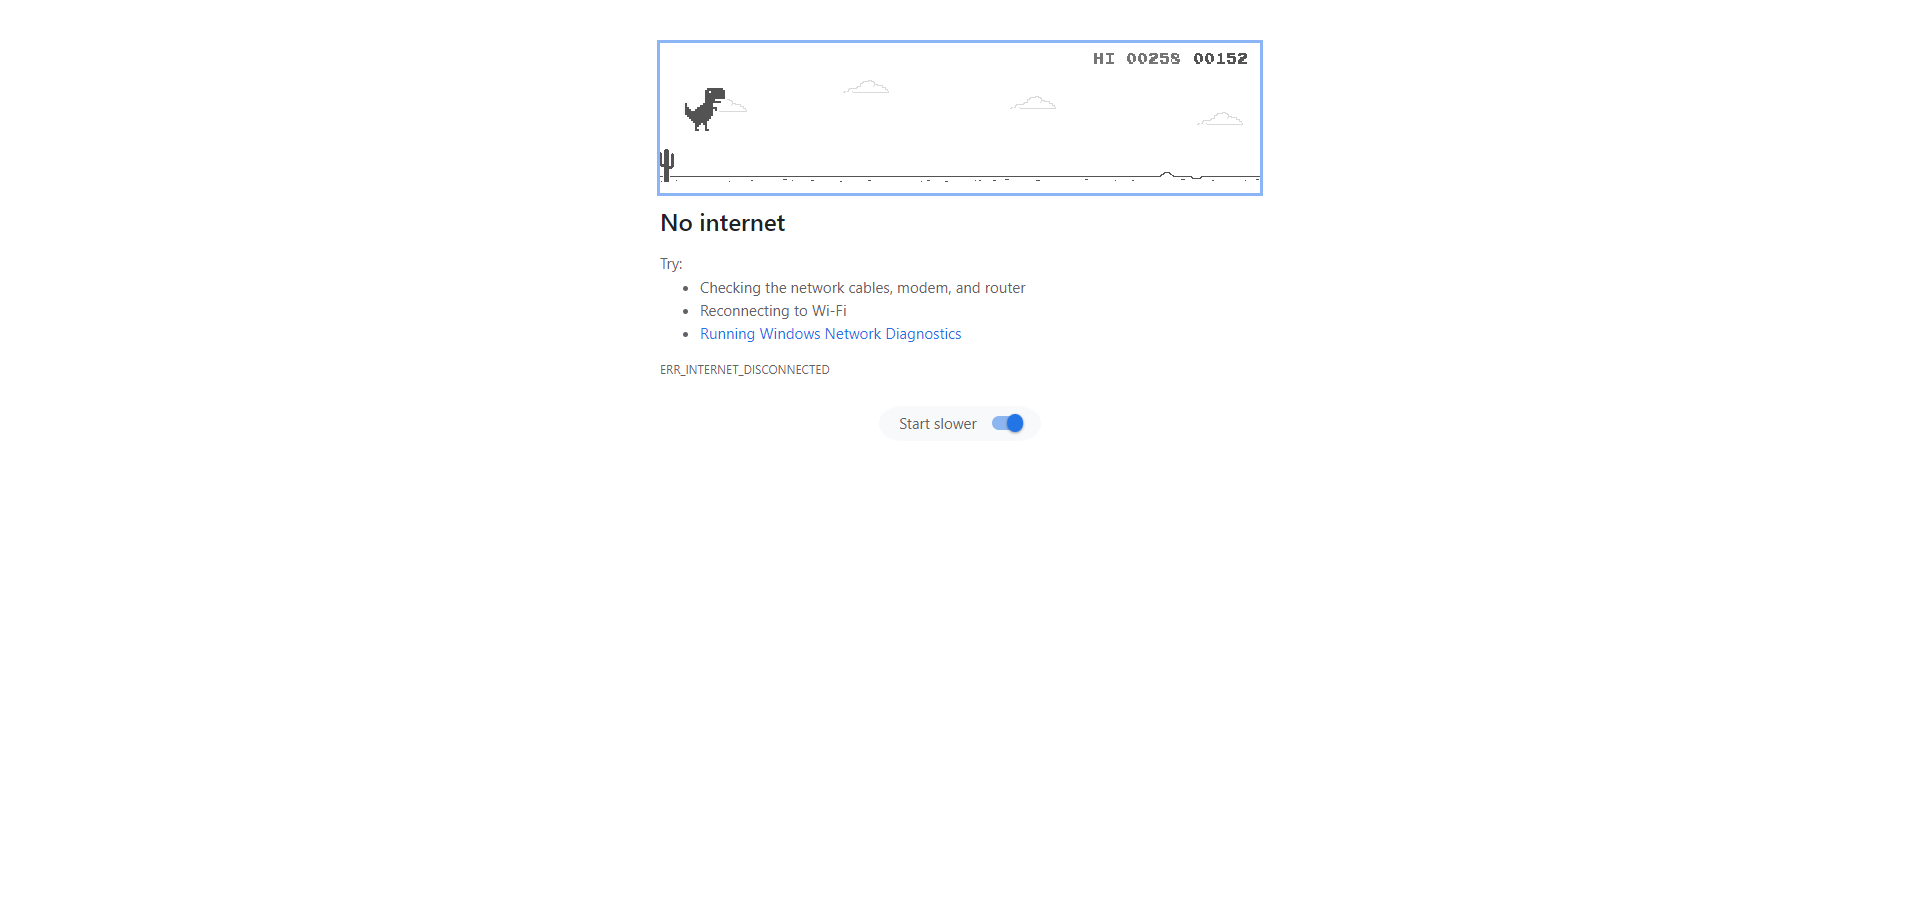 HI 00258 00152
No internet
Try:
Checking the network cables, modem, and router
Reconnecting to Wi-Fi
Running Windows Network Diagnostics
ERR_INTERNET_DISCONNECTED
Start slower